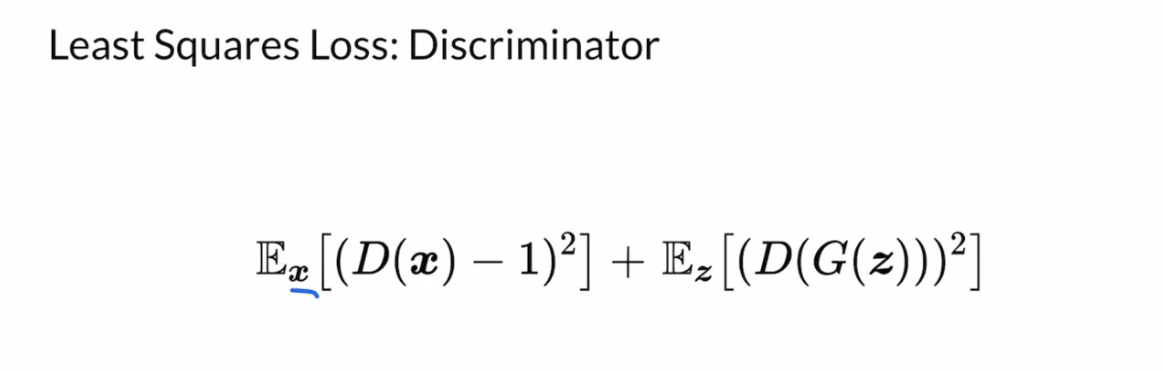 Least Squares Loss: Discriminator
𝔼ₓ[(D(x) − 1)²] + 𝔼_z[(D(G(z)))²]